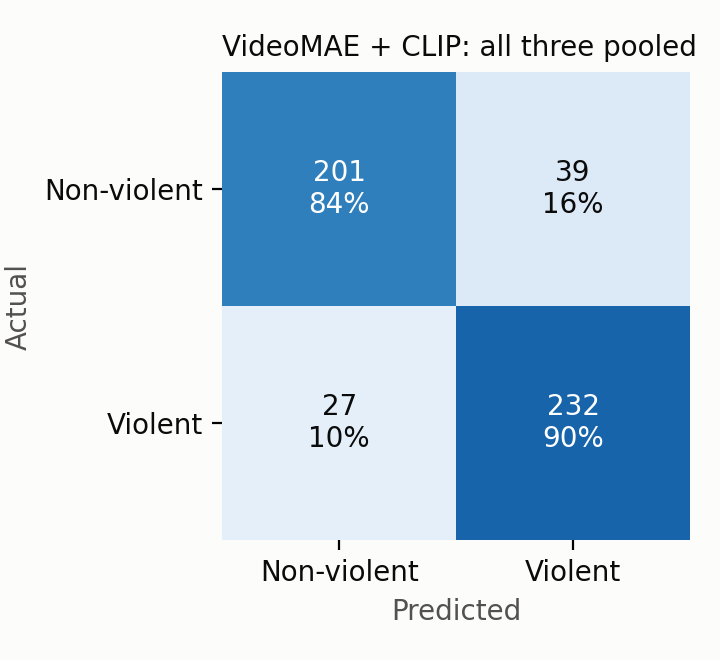 VideoMAE + CLIP: all three pooled
Actual
Non-violent
201
84%
39
16%
Violent
27
10%
232
90%
Non-violent
Violent
Predicted